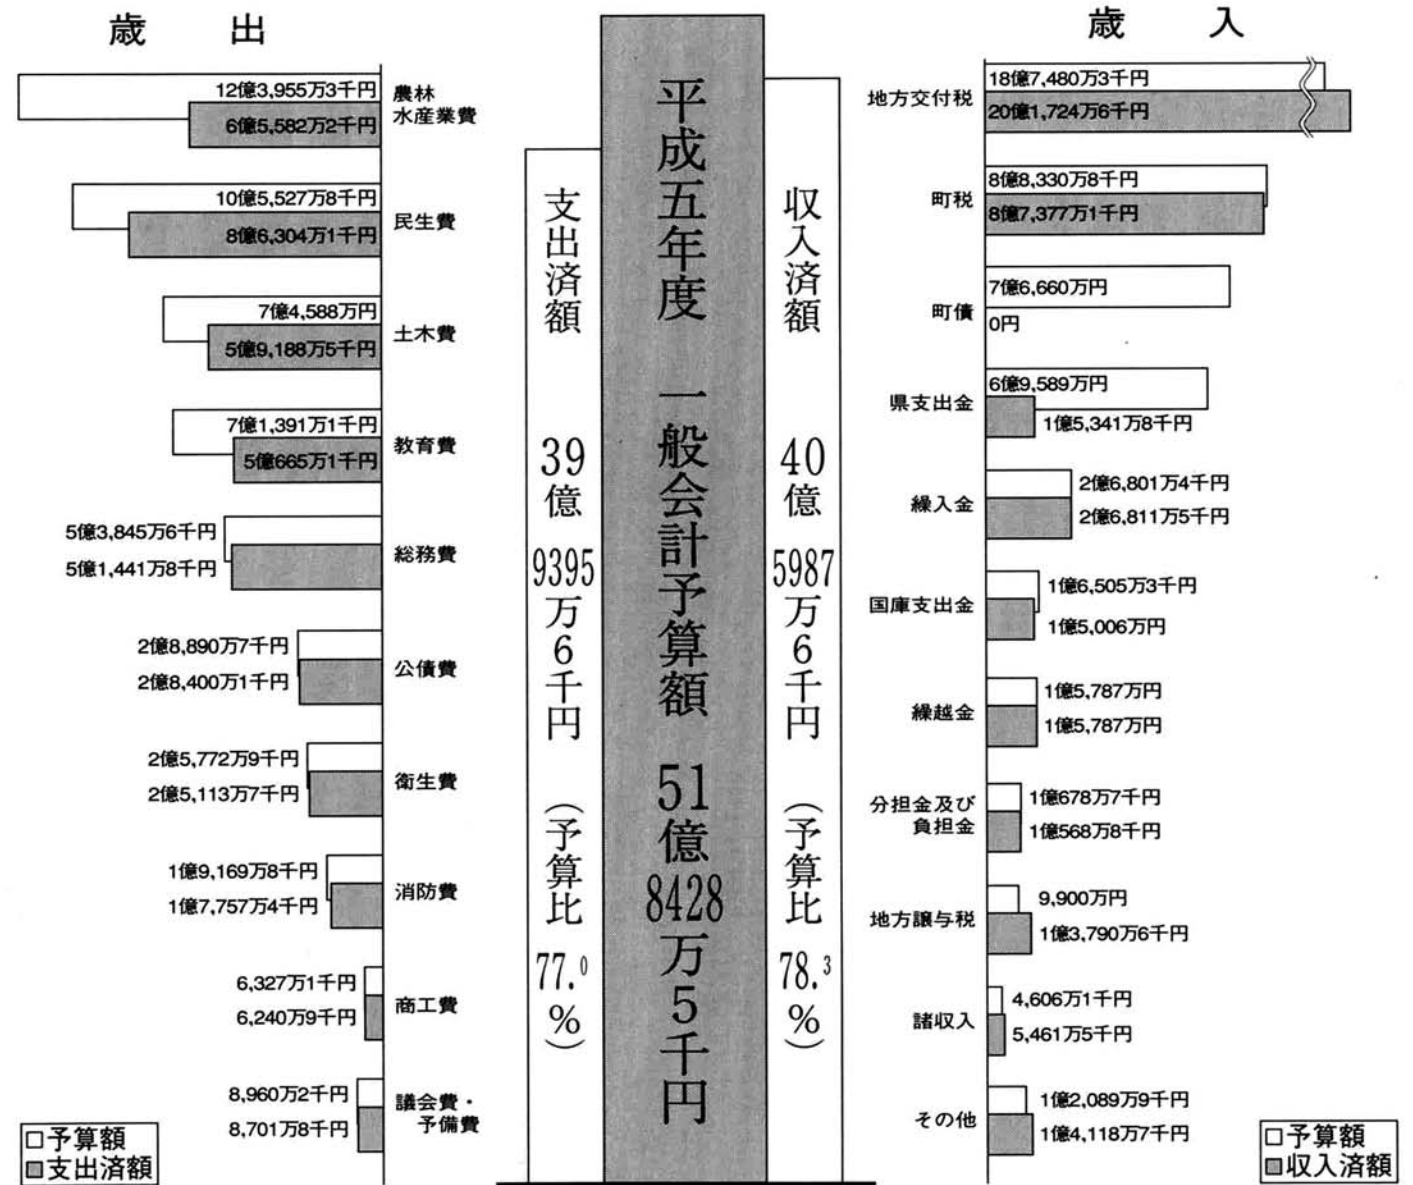 歳出
12億3,955万3千円
6億5,582万2千円
農林
水産業費
10億5,527万8千円
8億6,304万1千円
民生費
7億4,588万円
5億9,188万5千円
土木費
7億1,391万1千円
5億665万1千円
教育費
5億3,845万6千円
5億1,441万8千円
総務費
2億8,890万7千円
2億8,400万1千円
公債費
2億5,772万9千円
2億5,113万7千円
衛生費
1億9,169万8千円
1億7,757万4千円
消防費
6,327万1千円
6,240万9千円
商工費
8,960万2千円
8,701万8千円
議会費・
予備費
予算額
支出済額
支出済額 39億9395万6千円(予算比77.0%)
平成五年度 一般会計予算額 51億8428万5千円
収入済額 40億5987万6千円(予算比78.3%)
歳入
地方交付税
18億7,480万3千円
20億1,724万6千円
町税
8億8,330万8千円
8億7,377万1千円
町債
7億6,660万円
0円
県支出金
6億9,589万円
1億5,341万8千円
繰入金
2億6,801万4千円
2億6,811万5千円
国庫支出金
1億6,505万3千円
1億5,006万円
繰越金
1億5,787万円
1億5,787万円
分担金及び
負担金
1億678万7千円
1億568万8千円
地方譲与税
9,900万円
1億3,790万6千円
諸収入
4,606万1千円
5,461万5千円
その他
1億2,089万9千円
1億4,118万7千円
予算額
収入済額